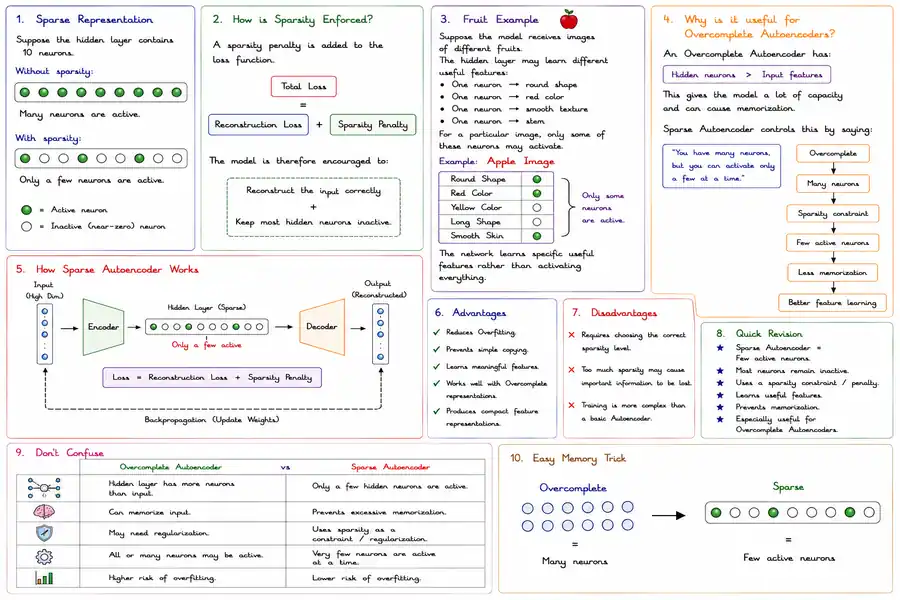 1. Sparse Representation
Suppose the hidden layer contains
10 neurons.
Without sparsity:
Many neurons are active.
With sparsity:
Only a few neurons are active.
= Active neuron
= Inactive (near-zero) neuron
2. How is Sparsity Enforced?
A sparsity penalty is added to the
loss function.
Total Loss
=
Reconstruction Loss + Sparsity Penalty
The model is therefore encouraged to:
Reconstruct the input correctly
+
Keep most hidden neurons inactive.
3. Fruit Example
Suppose the model receives images
of different fruits.
The hidden layer may learn different
useful features:
• One neuron → round shape
• One neuron → red color
• One neuron → smooth texture
• One neuron → stem
For a particular image, only some of
these neurons may activate.
Example: Apple Image
Round Shape
Red Color
Yellow Color
Long Shape
Smooth Skin
Only some
neurons
are active.
The network learns specific useful
features rather than activating
everything.
4. Why is it useful for
Overcomplete Autoencoders?
An Overcomplete Autoencoder has:
Hidden neurons > Input features
This gives the model a lot of capacity
and can cause memorization.
Sparse Autoencoder controls this by saying:
"You have many neurons,
but you can activate only
a few at a time."
Overcomplete
Many neurons
Sparsity constraint
Few active neurons
Less memorization
Better feature learning
5. How Sparse Autoencoder Works
Input
(High Dim.)
Encoder
Hidden Layer (Sparse)
Only a few active
Decoder
Output
(Reconstructed)
Loss = Reconstruction Loss + Sparsity Penalty
Backpropagation (Update Weights)
6. Advantages
✓ Reduces Overfitting.
✓ Prevents simple copying.
✓ Learns meaningful features.
✓ Works well with Overcomplete
representations.
✓ Produces compact feature
representations.
7. Disadvantages
✕ Requires choosing the correct
sparsity level.
✕ Too much sparsity may cause
important information to be lost.
✕ Training is more complex than
a basic Autoencoder.
8. Quick Revision
★ Sparse Autoencoder =
Few active neurons.
★ Most neurons remain inactive.
★ Uses a sparsity constraint / penalty.
★ Learns useful features.
★ Prevents memorization.
★ Especially useful for
Overcomplete Autoencoders.
9. Don't Confuse
Overcomplete Autoencoder vs Sparse Autoencoder
Hidden layer has more neurons
than input.
Only a few hidden neurons are active.
Can memorize input.
Prevents excessive memorization.
May need regularization.
Uses sparsity as a
constraint / regularization.
All or many neurons may be active.
Very few neurons are active
at a time.
Higher risk of overfitting.
Lower risk of overfitting.
10. Easy Memory Trick
Overcomplete
=
Many neurons
Sparse
=
Few active neurons